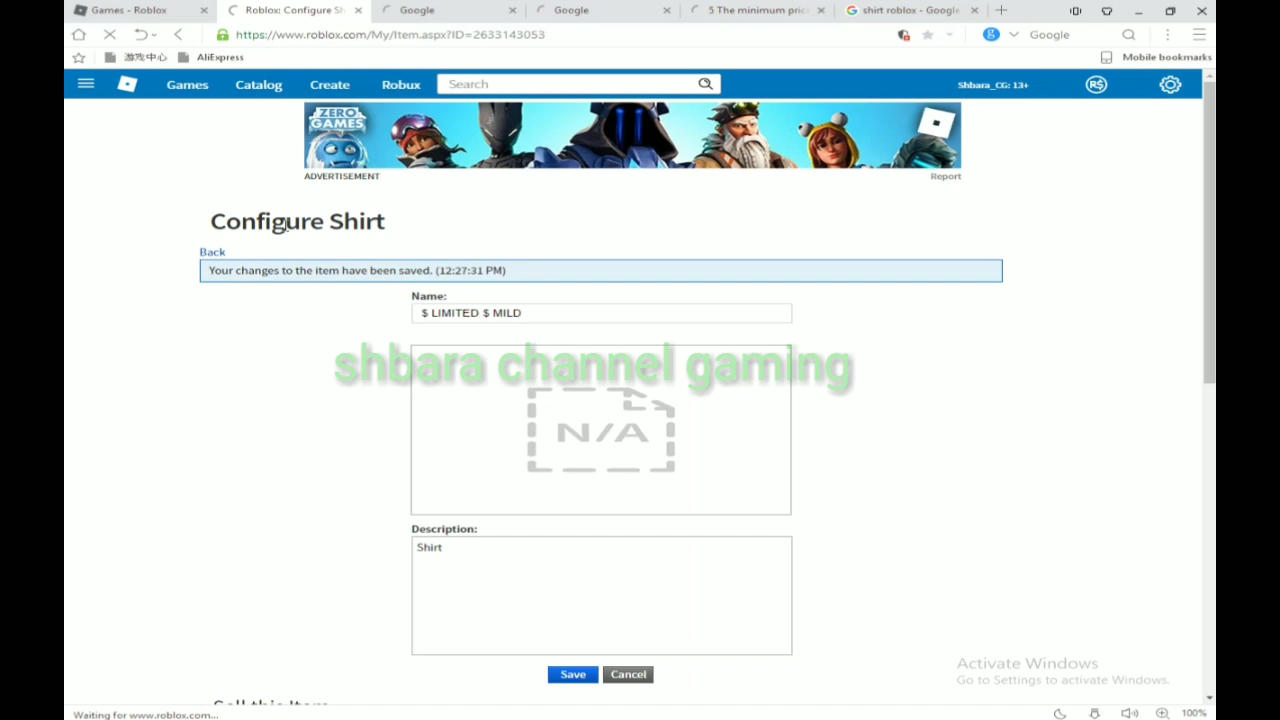 Games - Roblox
Roblox: Configure Sh
Google
Google
5 The minimum pric
shirt roblox - Google
https://www.roblox.com/My/Item.aspx?ID=2633143053
Google
游戏中心
AliExpress
Mobile bookmarks
Games
Catalog
Create
Robux
Search
Shbara_CG: 13+
R$
ZERO
GAMES
ADVERTISEMENT
Report
Configure Shirt
Back
Your changes to the item have been saved. (12:27:31 PM)
Name:
$ LIMITED $ MILD
shbara channel gaming
N/A
Description:
Shirt
Save
Cancel
Activate Windows
Go to Settings to activate Windows.
Waiting for www.roblox.com...
100%